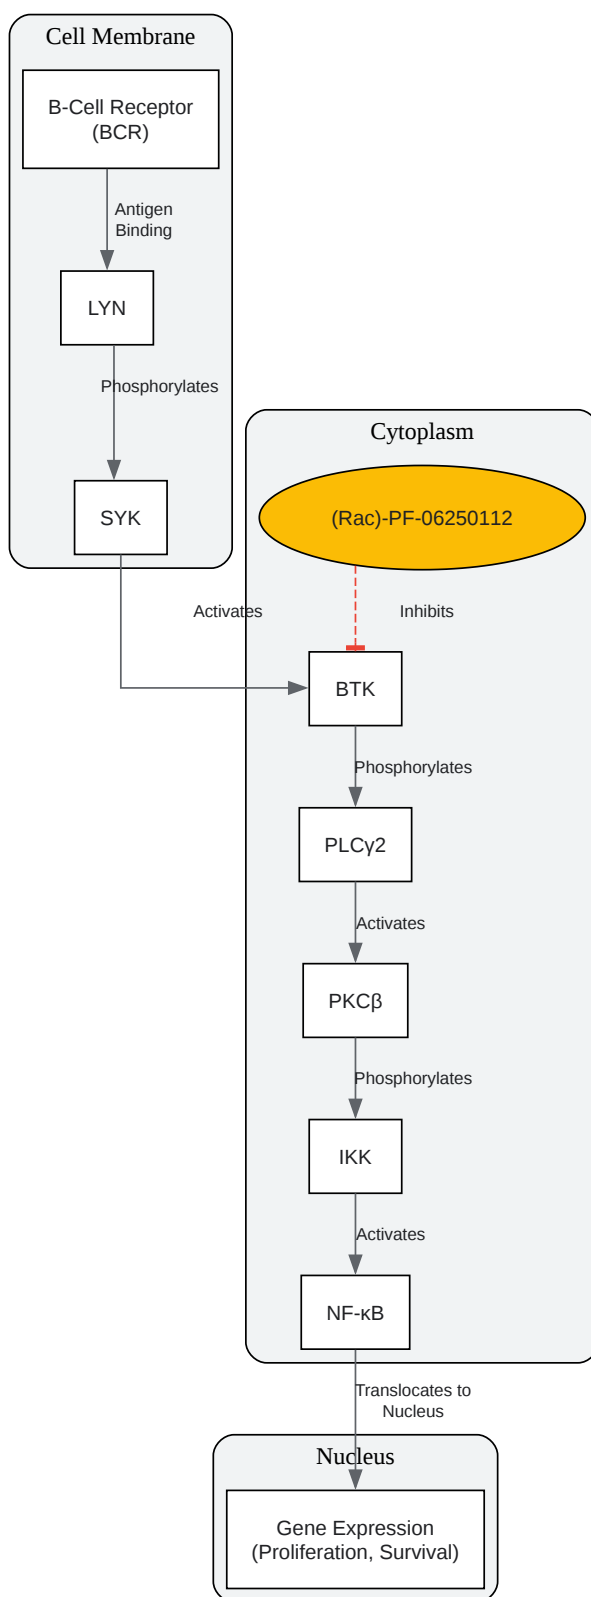 Cell Membrane
B-Cell Receptor
(BCR)
Antigen
Binding
LYN
Phosphorylates
SYK
Cytoplasm
(Rac)-PF-06250112
Activates
Inhibits
BTK
Phosphorylates
PLCγ2
Activates
PKCβ
Phosphorylates
IKK
Activates
NF-κB
Translocates to
Nucleus
Nucleus
Gene Expression
(Proliferation, Survival)